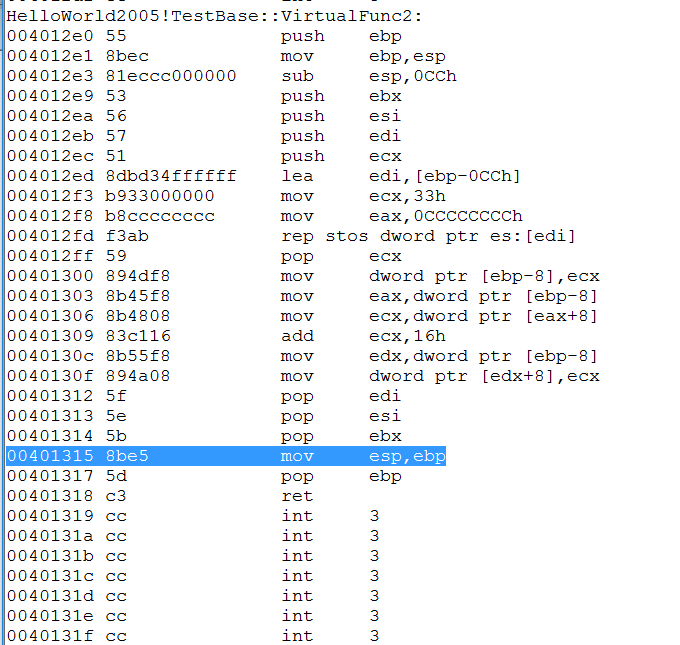 HelloWorld2005!TestBase::VirtualFunc2:
004012e0 55 push ebp
004012e1 8bec mov ebp,esp
004012e3 81eccc000000 sub esp,0CCh
004012e9 53 push ebx
004012ea 56 push esi
004012eb 57 push edi
004012ec 51 push ecx
004012ed 8dbd34ffffff lea edi,[ebp-0CCh]
004012f3 b933000000 mov ecx,33h
004012f8 b8cccccccc mov eax,0CCCCCCCCh
004012fd f3ab rep stos dword ptr es:[edi]
004012ff 59 pop ecx
00401300 894df8 mov dword ptr [ebp-8],ecx
00401303 8b45f8 mov eax,dword ptr [ebp-8]
00401306 8b4808 mov ecx,dword ptr [eax+8]
00401309 83c116 add ecx,16h
0040130c 8b55f8 mov edx,dword ptr [ebp-8]
0040130f 894a08 mov dword ptr [edx+8],ecx
00401312 5f pop edi
00401313 5e pop esi
00401314 5b pop ebx
00401315 8be5 mov esp,ebp
00401317 5d pop ebp
00401318 c3 ret
00401319 cc int 3
0040131a cc int 3
0040131b cc int 3
0040131c cc int 3
0040131d cc int 3
0040131e cc int 3
0040131f cc int 3